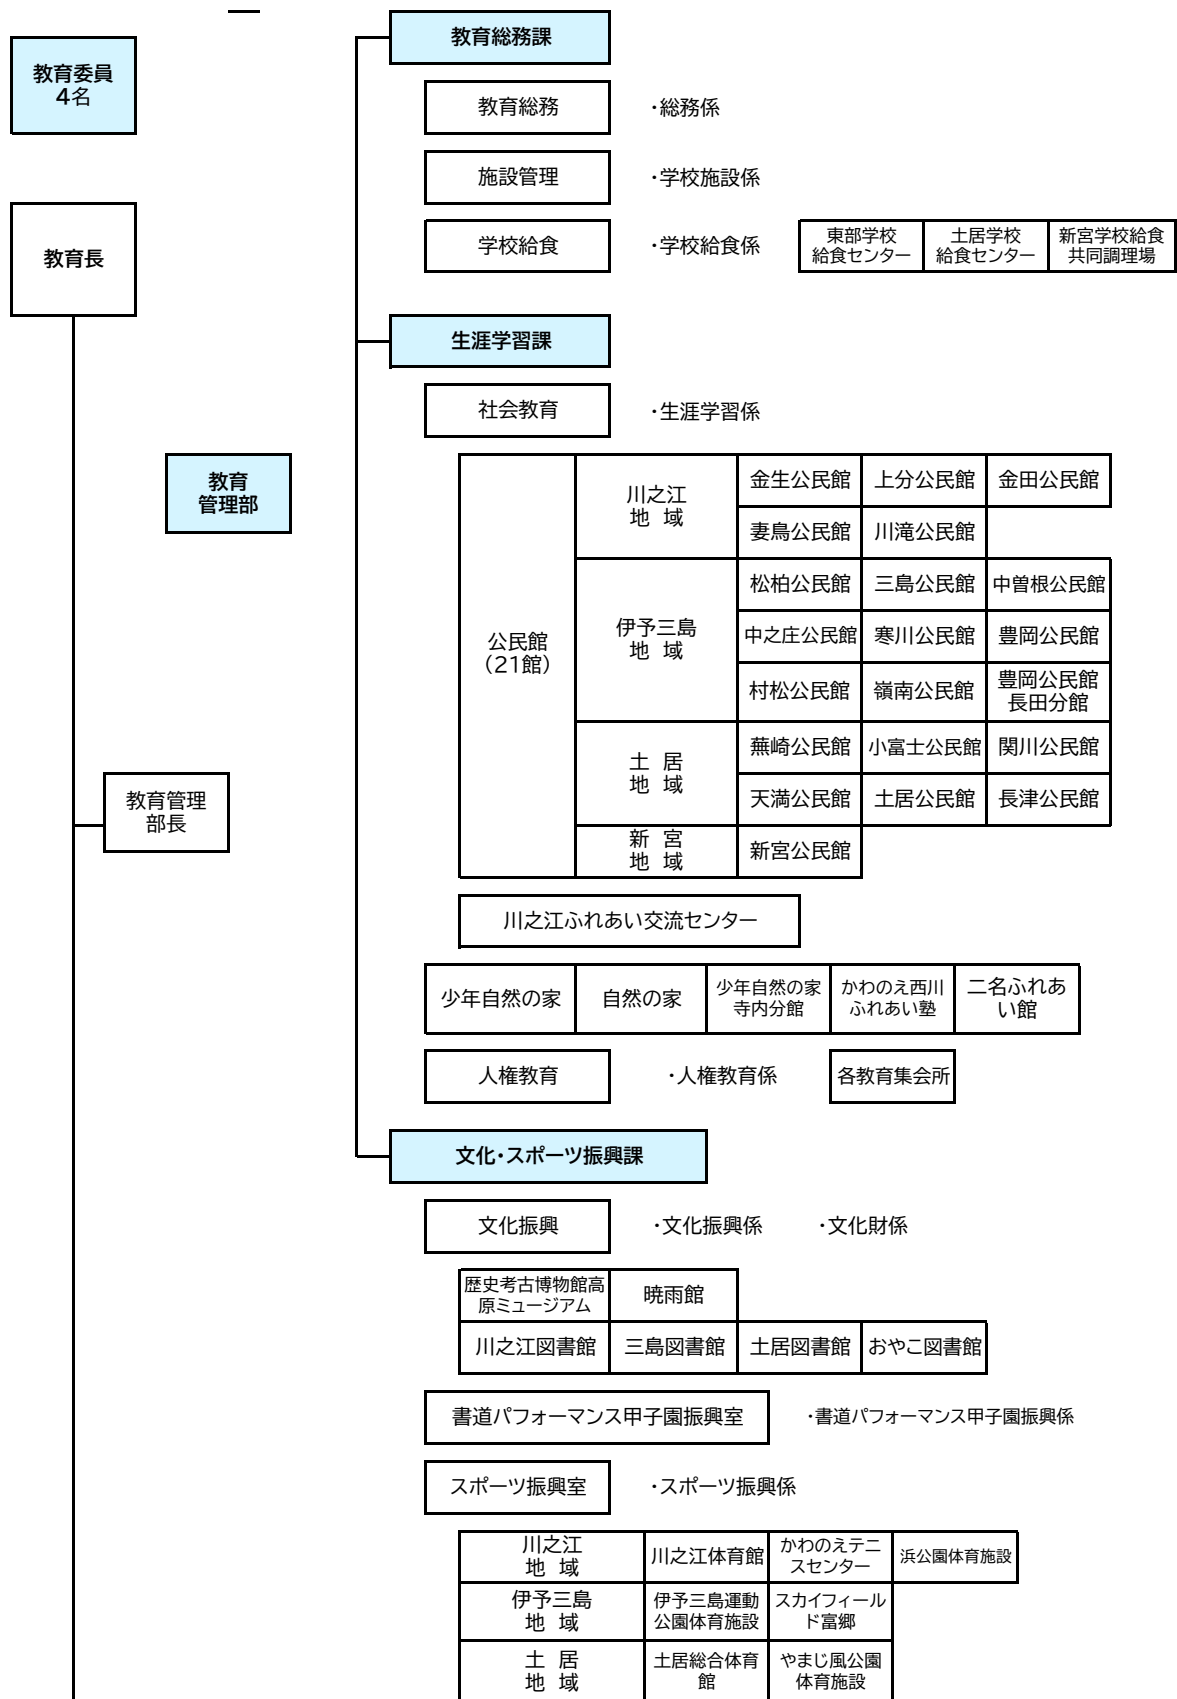 教育総務課
教育委員
4名
教育総務
・総務係
施設管理
・学校施設係
教育長
学校給食
・学校給食係
東部学校
給食センター
土居学校
給食センター
新宮学校給食
共同調理場
生涯学習課
社会教育
・生涯学習係
教育
管理部
公民館
（21館）
川之江
地 域
金生公民館
上分公民館
金田公民館
妻鳥公民館
川滝公民館
伊予三島
地 域
松柏公民館
三島公民館
中曽根公民館
中之庄公民館
寒川公民館
豊岡公民館
村松公民館
嶺南公民館
豊岡公民館
長田分館
土 居
地 域
蕪崎公民館
小富士公民館
関川公民館
天満公民館
土居公民館
長津公民館
新 宮
地 域
新宮公民館
教育管理
部長
川之江ふれあい交流センター
少年自然の家
自然の家
少年自然の家
寺内分館
かわのえ西川
ふれあい塾
二名ふれあ
い館
人権教育
・人権教育係
各教育集会所
文化・スポーツ振興課
文化振興
・文化振興係
・文化財係
歴史考古博物館高
原ミュージアム
暁雨館
川之江図書館
三島図書館
土居図書館
おやこ図書館
書道パフォーマンス甲子園振興室
・書道パフォーマンス甲子園振興係
スポーツ振興室
・スポーツ振興係
川之江
地 域
川之江体育館
かわのえテニ
スセンター
浜公園体育施設
伊予三島
地 域
伊予三島運動
公園体育施設
スカイフィール
ド富郷
土 居
地 域
土居総合体育
館
やまじ風公園
体育施設